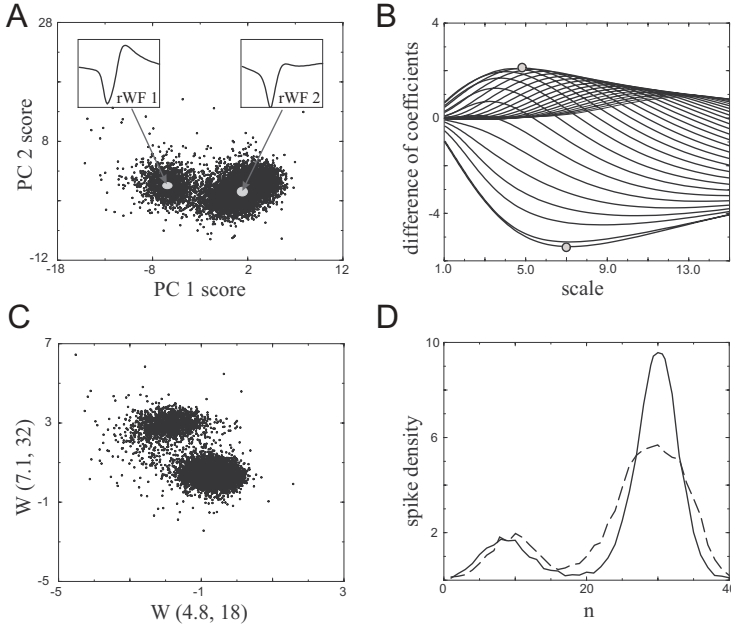 A
28
8
-12
PC 2 score
rWF 1
rWF 2
-18
-8
2
12
PC 1 score
B
4
0
-4
difference of coefficients
1.0
5.0
9.0
13.0
scale
C
7
3
-1
-5
W (7.1, 32)
-5
-1
3
W (4.8, 18)
D
10
6
2
spike density
0
20
40
n